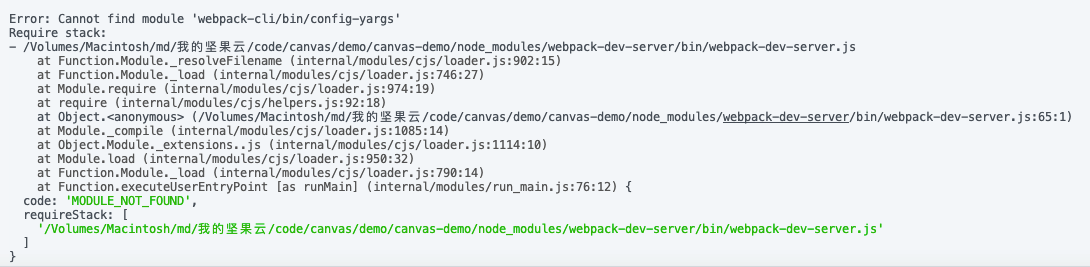 Error: Cannot find module 'webpack-cli/bin/config-yargs'
Require stack:
- /Volumes/Macintosh/md/我的坚果云/code/canvas/demo/canvas-demo/node_modules/webpack-dev-server/bin/webpack-dev-server.js
    at Function.Module._resolveFilename (internal/modules/cjs/loader.js:902:15)
    at Function.Module._load (internal/modules/cjs/loader.js:746:27)
    at Module.require (internal/modules/cjs/loader.js:974:19)
    at require (internal/modules/cjs/helpers.js:92:18)
    at Object.<anonymous> (/Volumes/Macintosh/md/我的坚果云/code/canvas/demo/canvas-demo/node_modules/webpack-dev-server/bin/webpack-dev-server.js:65:1)
    at Module._compile (internal/modules/cjs/loader.js:1085:14)
    at Object.Module._extensions..js (internal/modules/cjs/loader.js:1114:10)
    at Module.load (internal/modules/cjs/loader.js:950:32)
    at Function.Module._load (internal/modules/cjs/loader.js:790:14)
    at Function.executeUserEntryPoint [as runMain] (internal/modules/run_main.js:76:12) {
  code: 'MODULE_NOT_FOUND',
  requireStack: [
    '/Volumes/Macintosh/md/我的坚果云/code/canvas/demo/canvas-demo/node_modules/webpack-dev-server/bin/webpack-dev-server.js'
  ]
}